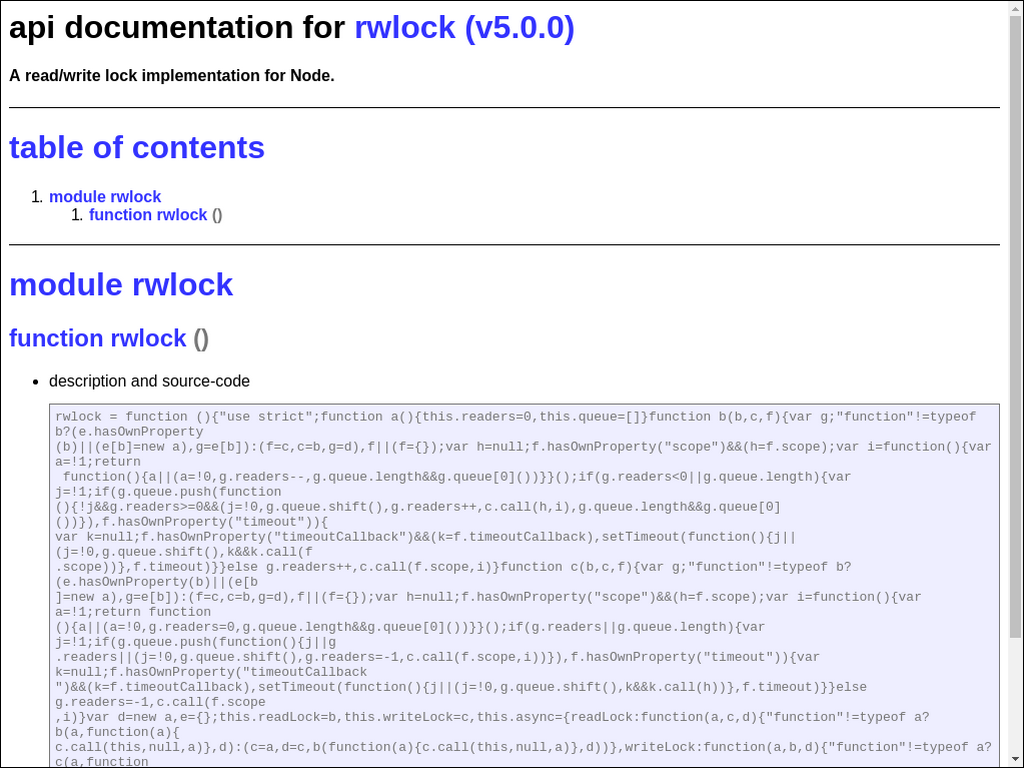 api documentation for rwlock (v5.0.0)
A read/write lock implementation for Node.
table of contents
1. module rwlock
1. function rwlock ()
module rwlock
function rwlock ()
• description and source-code
rwlock = function (){"use strict";function a(){this.readers=0,this.queue=[]}function b(b,c,f){var g;"function"!=typeof
b?(e.hasOwnProperty
(b)||(e[b]=new a),g=e[b]):(f=c,c=b,g=d),f||(f={});var h=null;f.hasOwnProperty("scope")&&(h=f.scope);var i=function(){var
a=!1;return
function(){a||(a=!0,g.readers--,g.queue.length&&g.queue[0]())}}();if(g.readers<0||g.queue.length){var
j=!1;if(g.queue.push(function
(){!j&&g.readers>=0&&(j=!0,g.queue.shift(),g.readers++,c.call(h,i),g.queue.length&&g.queue[0]
())}),f.hasOwnProperty("timeout")){
var k=null;f.hasOwnProperty("timeoutCallback")&&(k=f.timeoutCallback),setTimeout(function(){j||
(j=!0,g.queue.shift(),k&&k.call(f
.scope))},f.timeout)}}else g.readers++,c.call(f.scope,i)}function c(b,c,f){var g;"function"!=typeof b?
(e.hasOwnProperty(b)||(e[b
]=new a),g=e[b]):(f=c,c=b,g=d),f||(f={});var h=null;f.hasOwnProperty("scope")&&(h=f.scope);var i=function(){var
a=!1;return function
(){a||(a=!0,g.readers=0,g.queue.length&&g.queue[0]())}}();if(g.readers||g.queue.length){var
j=!1;if(g.queue.push(function(){j||g
.readers||(j=!0,g.queue.shift(),g.readers=-1,c.call(f.scope,i))}),f.hasOwnProperty("timeout")){var
k=null;f.hasOwnProperty("timeoutCallback
")&&(k=f.timeoutCallback),setTimeout(function(){j||(j=!0,g.queue.shift(),k&&k.call(h))},f.timeout)}}else
g.readers=-1,c.call(f.scope
,i)}var d=new a,e={};this.readLock=b,this.writeLock=c,this.async={readLock:function(a,c,d){"function"!=typeof a?
b(a,function(a){
c.call(this,null,a)},d):(c=a,d=c,b(function(a){c.call(this,null,a)},d))},writeLock:function(a,b,d){"function"!=typeof a?
c(a,function